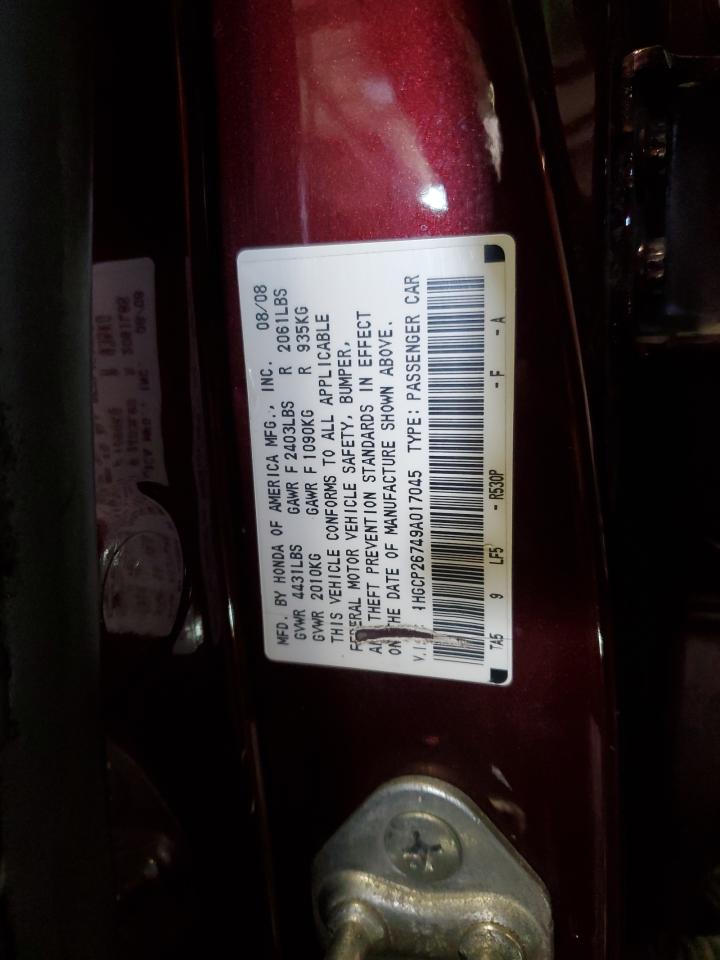 MFD. BY HONDA OF AMERICA MFG., INC. 08/08
GVWR 4431LBS GAWR F 2403LBS R 2061LBS
GVWR 2010KG GAWR F 1090KG R 935KG
THIS VEHICLE CONFORMS TO ALL APPLICABLE
FEDERAL MOTOR VEHICLE SAFETY, BUMPER,
AND THEFT PREVENTION STANDARDS IN EFFECT
ON THE DATE OF MANUFACTURE SHOWN ABOVE.
1HGCP26749A017045 TYPE: PASSENGER CAR
TA5 9 LF5 - R530P - F - A